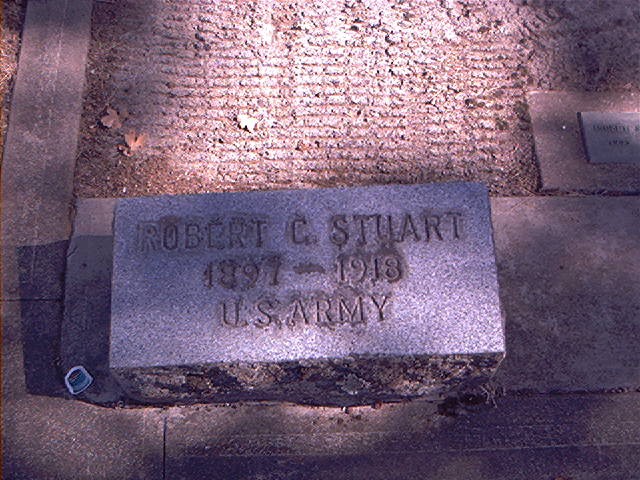 ROBERT C. STUART
1897 — 1918
U.S. ARMY